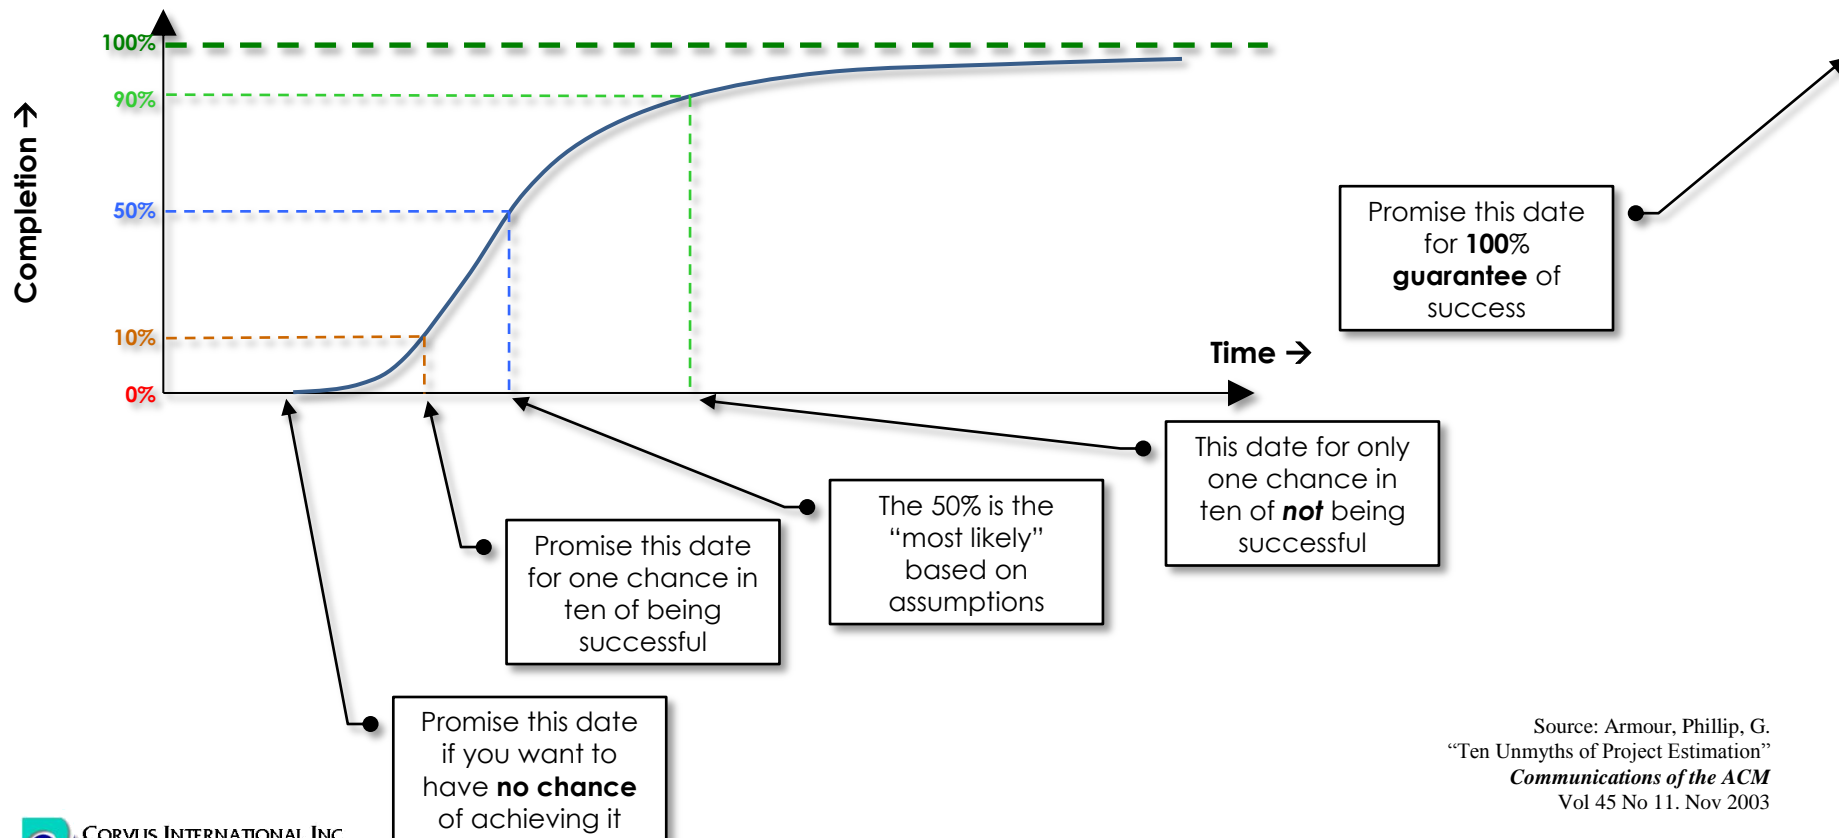 100%
90%
50%
10%
0%
Completion →
Time →
Promise this date
for 100%
guarantee of
success
This date for only
one chance in
ten of not being
successful
The 50% is the
“most likely”
based on
assumptions
Promise this date
for one chance in
ten of being
successful
Promise this date
if you want to
have no chance
of achieving it
Source: Armour, Phillip, G.
“Ten Unmyths of Project Estimation”
Communications of the ACM
Vol 45 No 11. Nov 2003
CORVUS INTERNATIONAL INC